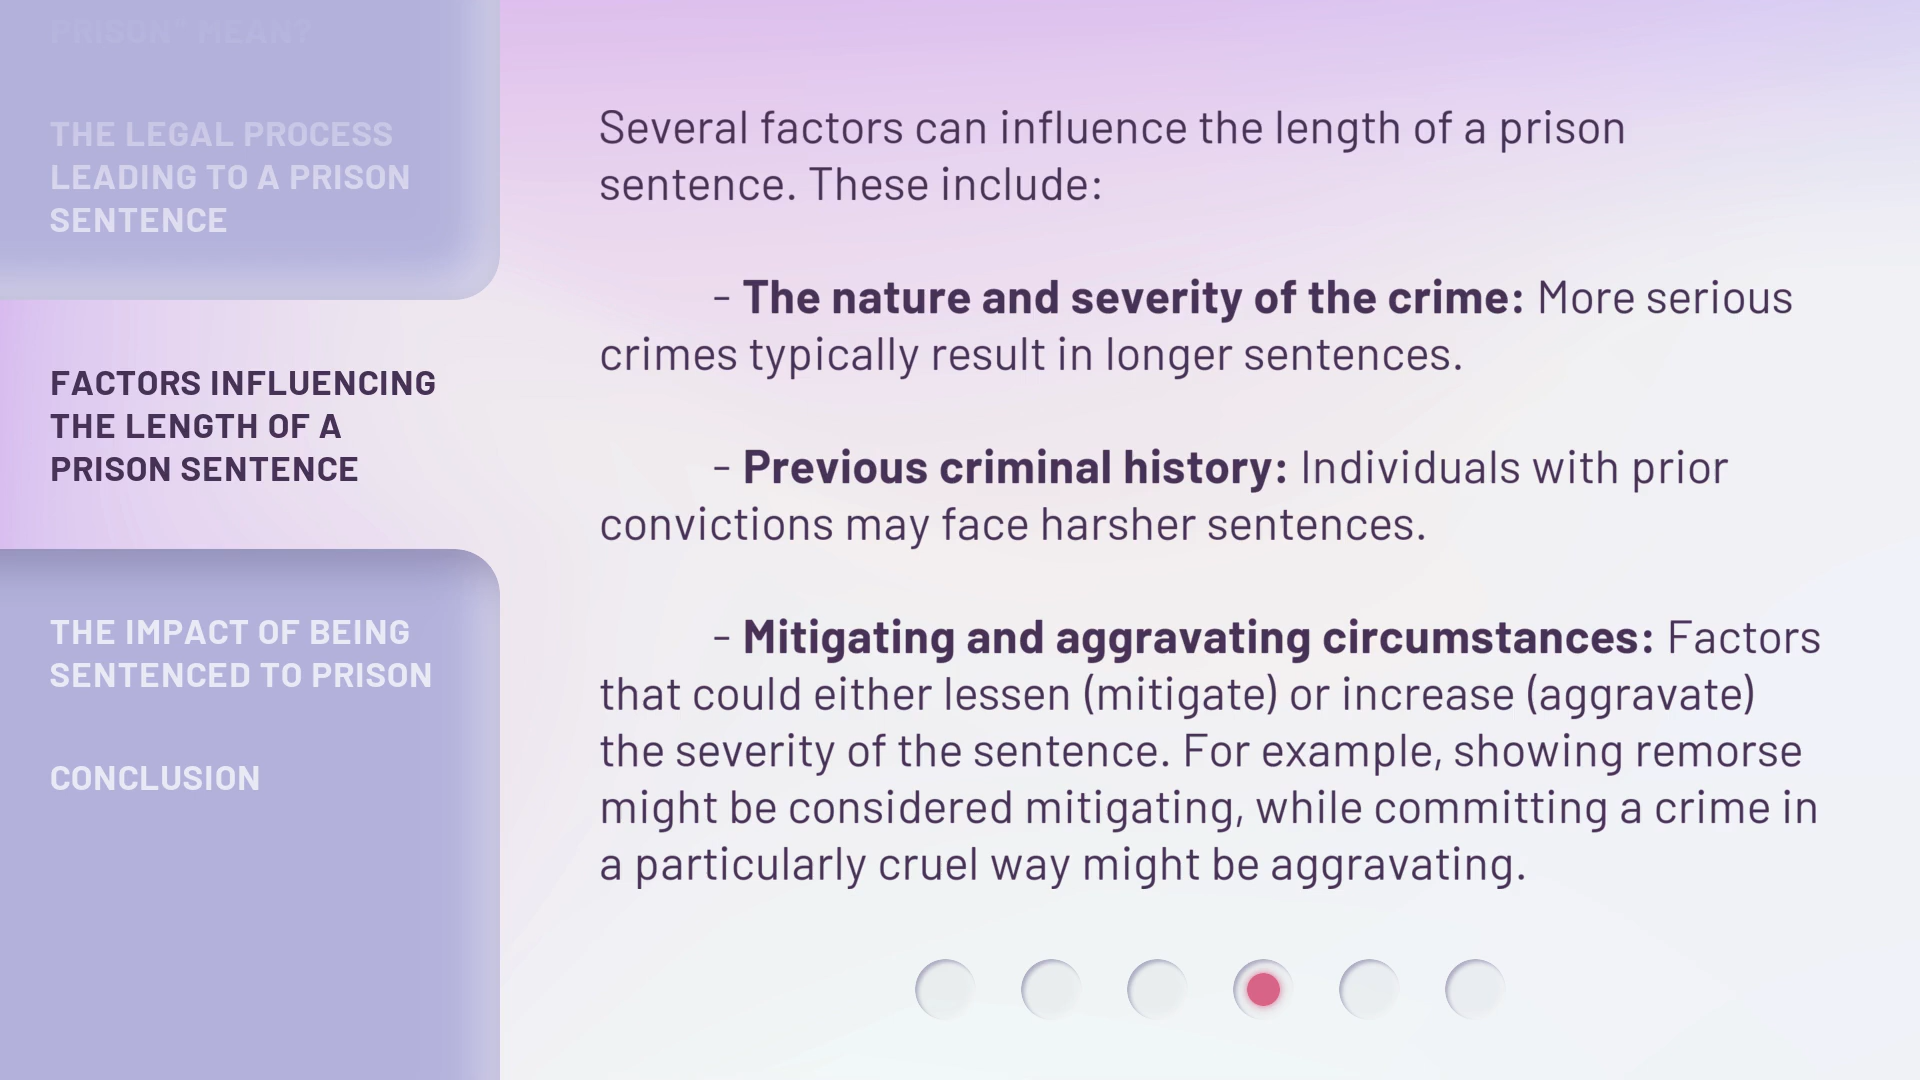 PRISON" MEAN?
THE LEGAL PROCESS
LEADING TO A PRISON
SENTENCE
FACTORS INFLUENCING
THE LENGTH OF A
PRISON SENTENCE
THE IMPACT OF BEING
SENTENCED TO PRISON
CONCLUSION
Several factors can influence the length of a prison
sentence. These include:
- The nature and severity of the crime: More serious
crimes typically result in longer sentences.
- Previous criminal history: Individuals with prior
convictions may face harsher sentences.
- Mitigating and aggravating circumstances: Factors
that could either lessen (mitigate) or increase (aggravate)
the severity of the sentence. For example, showing remorse
might be considered mitigating, while committing a crime in
a particularly cruel way might be aggravating.